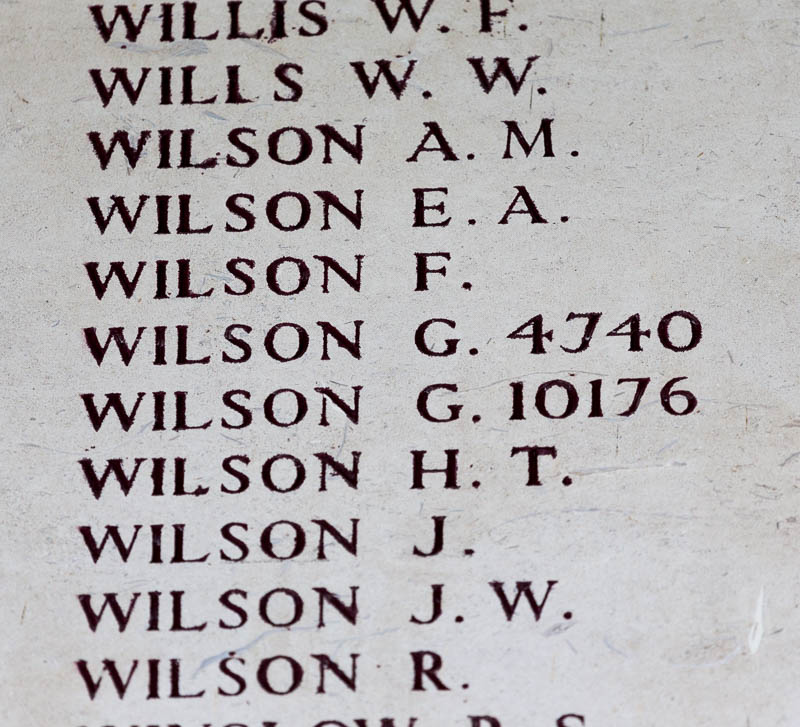 WILLIS W. F.
WILLS W. W.
WILSON A. M.
WILSON E. A.
WILSON F.
WILSON G. 4740
WILSON G. 10176
WILSON H. T.
WILSON J.
WILSON J. W.
WILSON R.